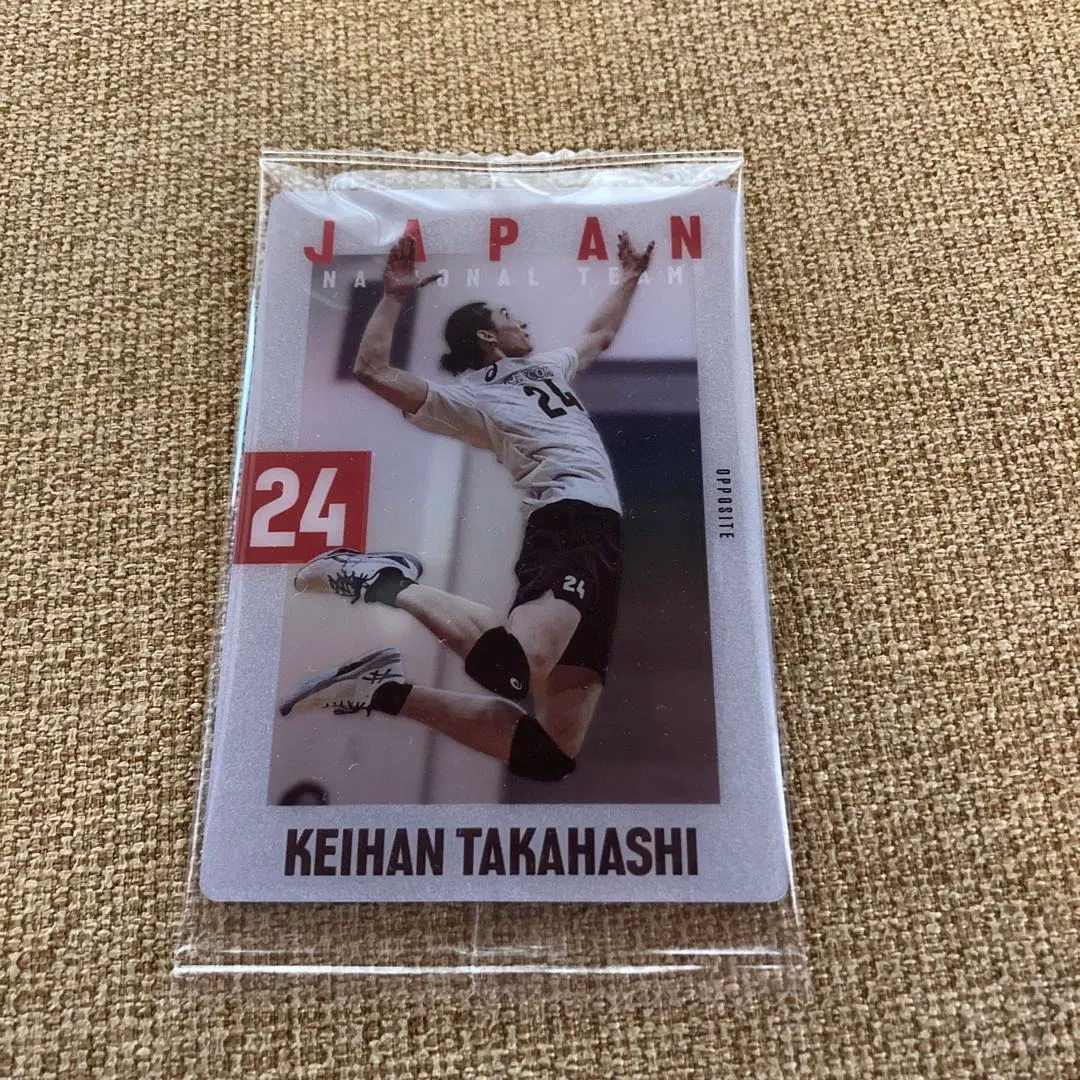 JAPAN
NATIONAL TEAM
24
24
OPPOSITE
24
KEIHAN TAKAHASHI